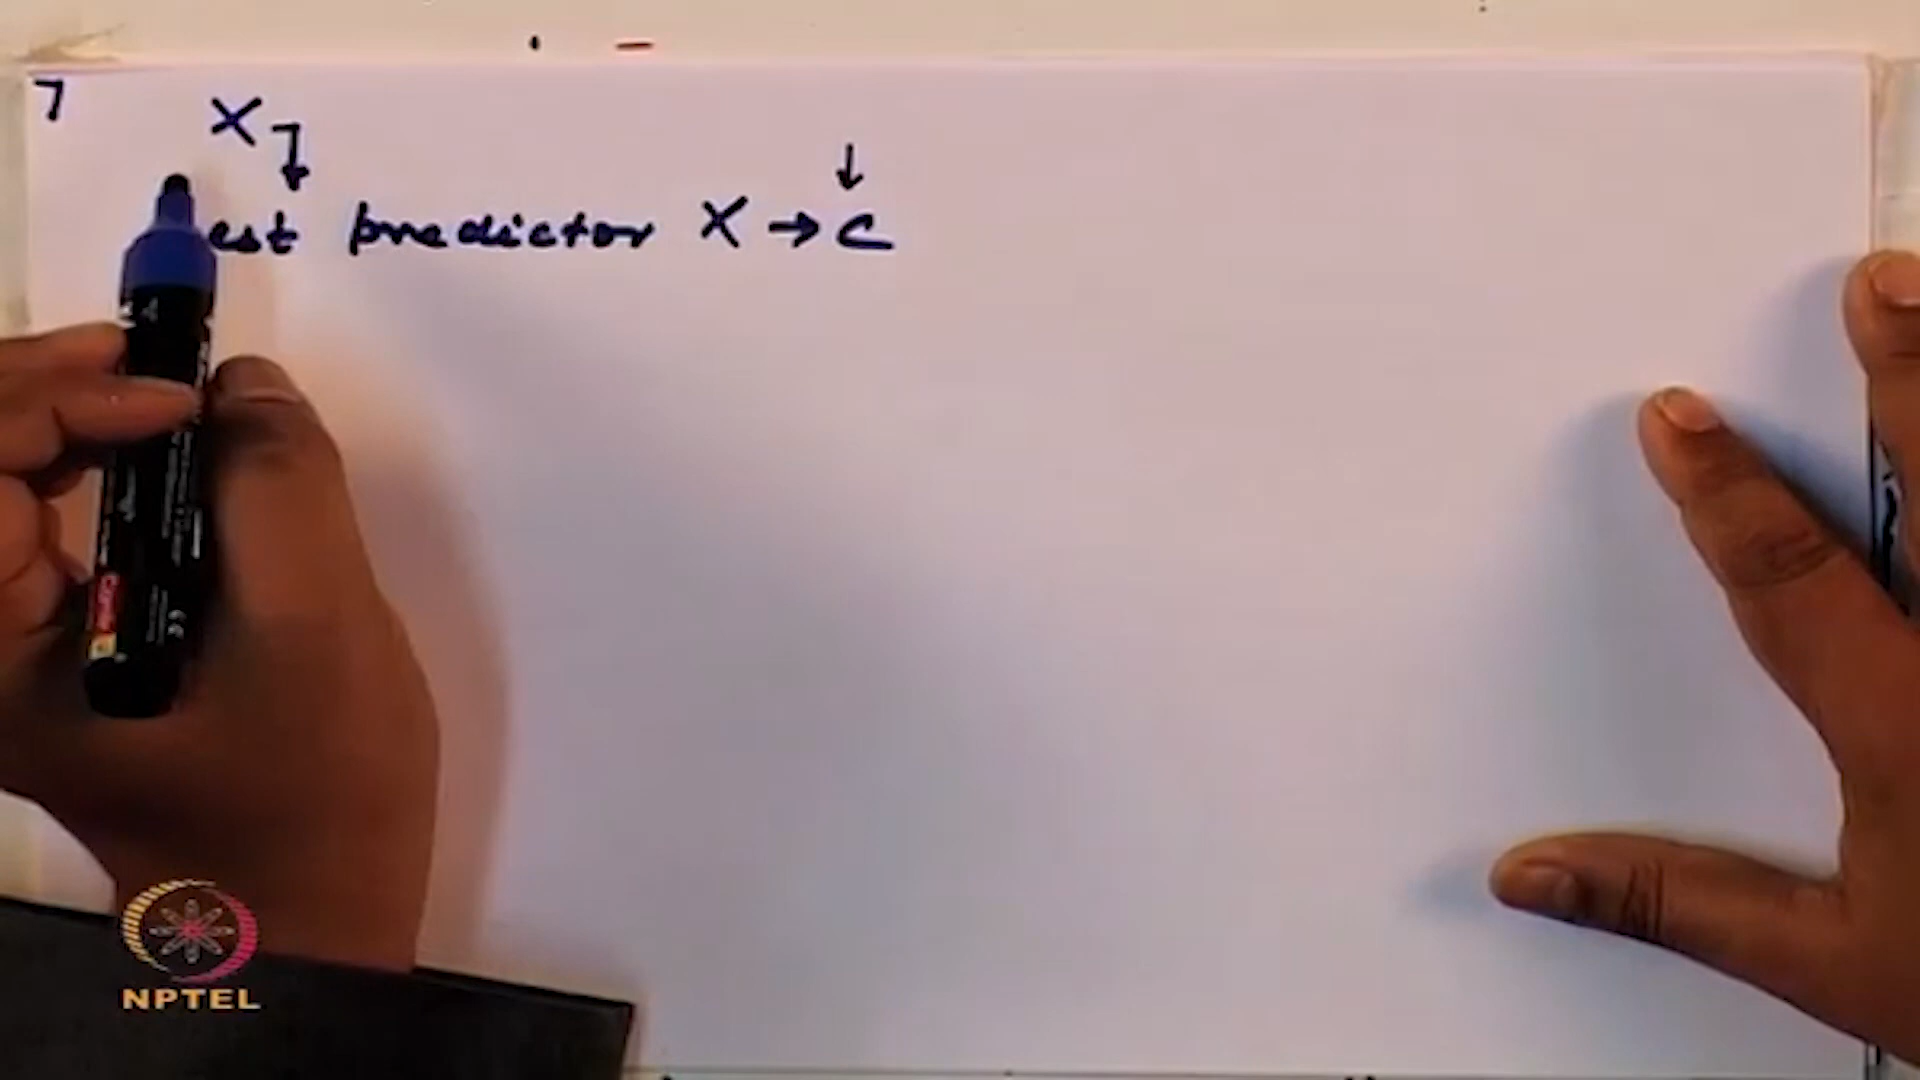 7
X
est predictor X → c
NPTEL